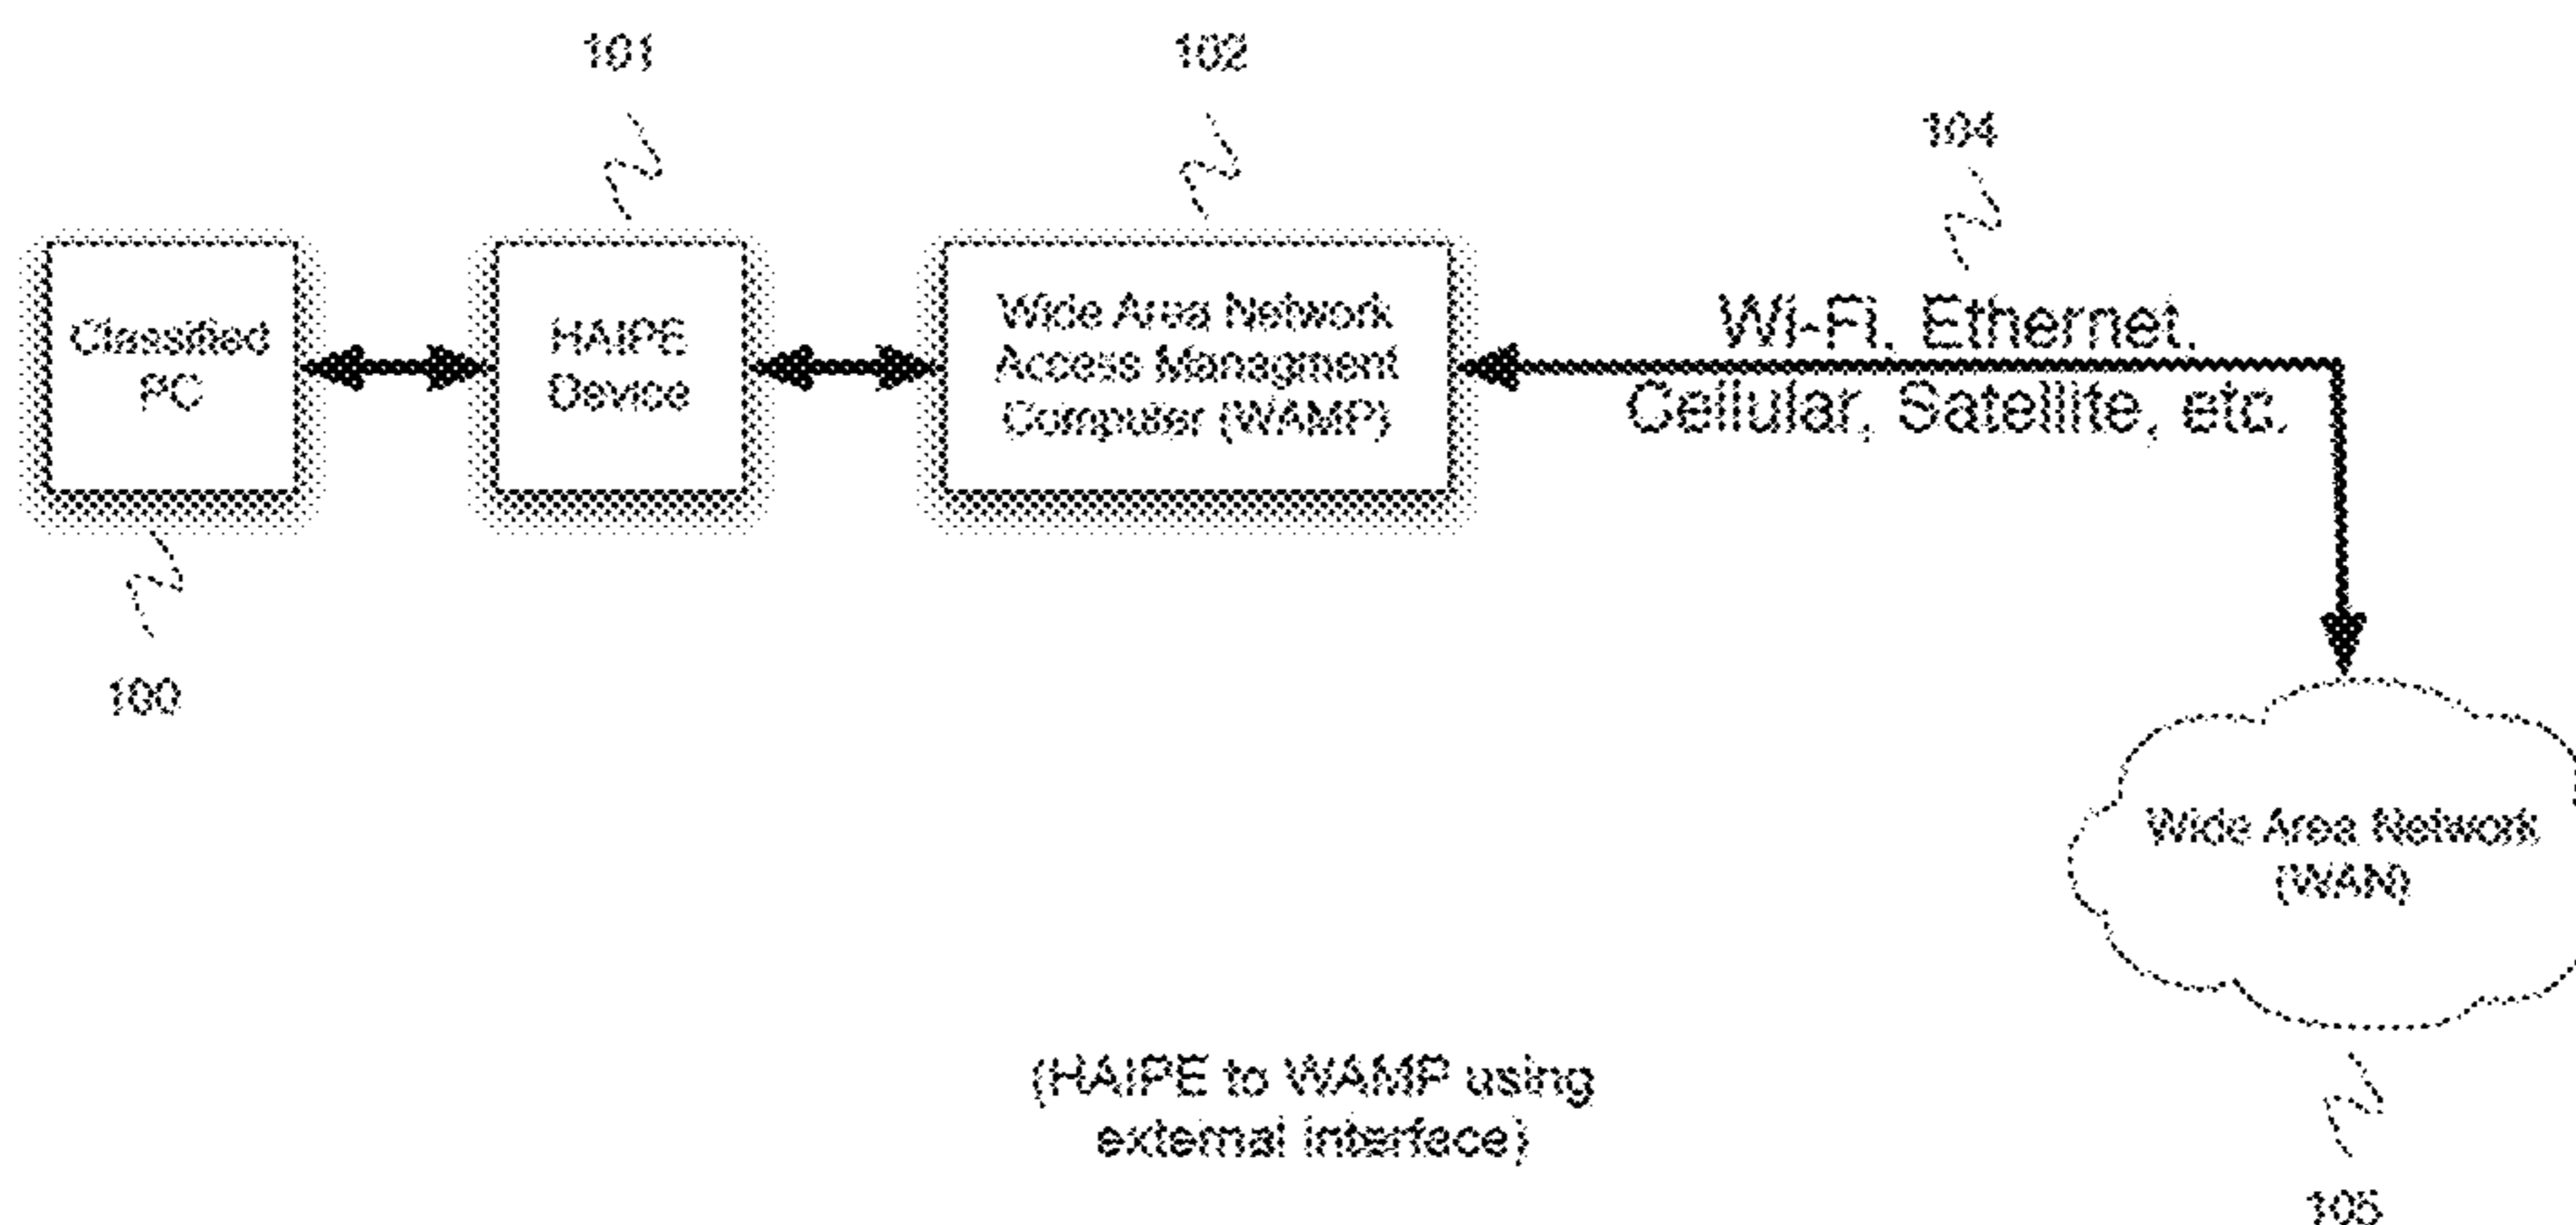 101
102
104
Classified
PC
HAIPE
Device
Wide Area Network
Access Managment
Computer (WAMP)
Wi-Fi, Ethernet,
Cellular, Satellite, etc.
100
Wide Area Network
(WAN)
(HAIPE to WAMP using
external interface)
105